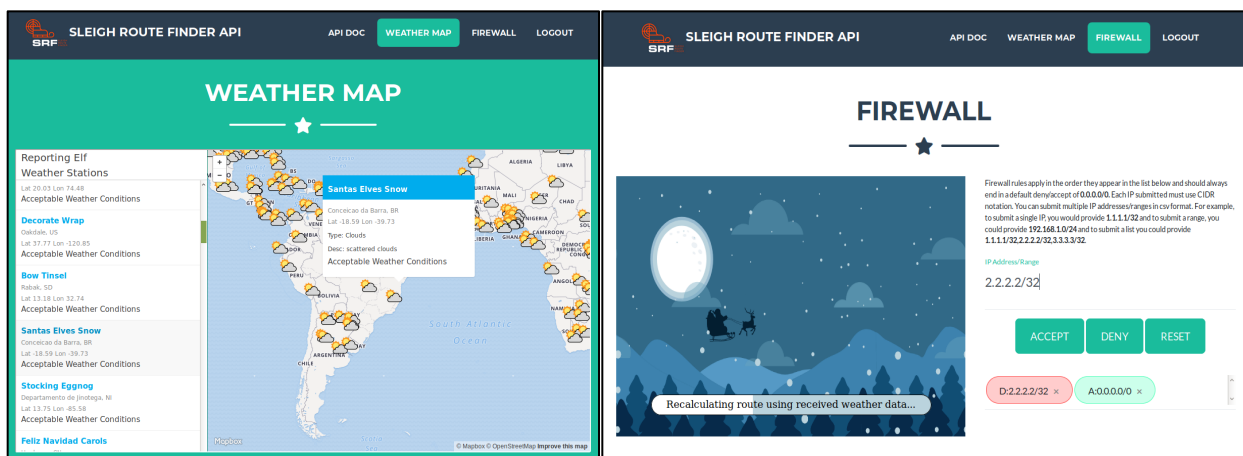 SRF
SLEIGH ROUTE FINDER API
API DOC
WEATHER MAP
FIREWALL
LOGOUT
WEATHER MAP
Reporting Elf
Weather Stations
Lat 20.03 Lon 74.48
Acceptable Weather Conditions
Decorate Wrap
Oakdale, US
Lat 37.77 Lon -120.85
Acceptable Weather Conditions
Bow Tinsel
Rabak, SD
Lat 13.18 Lon 32.74
Acceptable Weather Conditions
Santas Elves Snow
Conceicao da Barra, BR
Lat -18.59 Lon -39.73
Acceptable Weather Conditions
Stocking Eggnog
Departamento de Jinotega, NI
Lat 13.75 Lon -85.58
Acceptable Weather Conditions
Feliz Navidad Carols
+
−
Santas Elves Snow
Conceicao da Barra, BR
Lat -18.59 Lon -39.73
Type: Clouds
Desc: scattered clouds
Acceptable Weather Conditions
BS
ALGERIA
LIBYA
MALI
CHAD
NIGERIA
CAMEROON
PERU
BOLIVIA
CHILE
ARGENTINA
South Atlantic
Ocean
Scotia
Sea
Mapbox
© Mapbox © OpenStreetMap Improve this map
SRF
SLEIGH ROUTE FINDER API
API DOC
WEATHER MAP
FIREWALL
LOGOUT
FIREWALL
Recalculating route using received weather data...
Firewall rules apply in the order they appear in the list below and should always
end in a default deny/accept of 0.0.0.0/0. Each IP submitted must use CIDR
notation. You can submit multiple IP addresses/ranges in csv format. For example,
to submit a single IP, you would provide 1.1.1.1/32 and to submit a range, you
could provide 192.168.1.0/24 and to submit a list you could provide
1.1.1.1/32,2.2.2.2/32,3.3.3.3/32.
IP Address/Range
2.2.2.2/32
ACCEPT
DENY
RESET
D:2.2.2.2/32 ×
A:0.0.0.0/0 ×